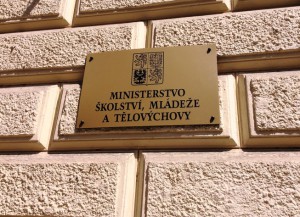 MINISTERSTVO
ŠKOLSTVÍ, MLÁDEŽE
A TĚLOVÝCHOVY